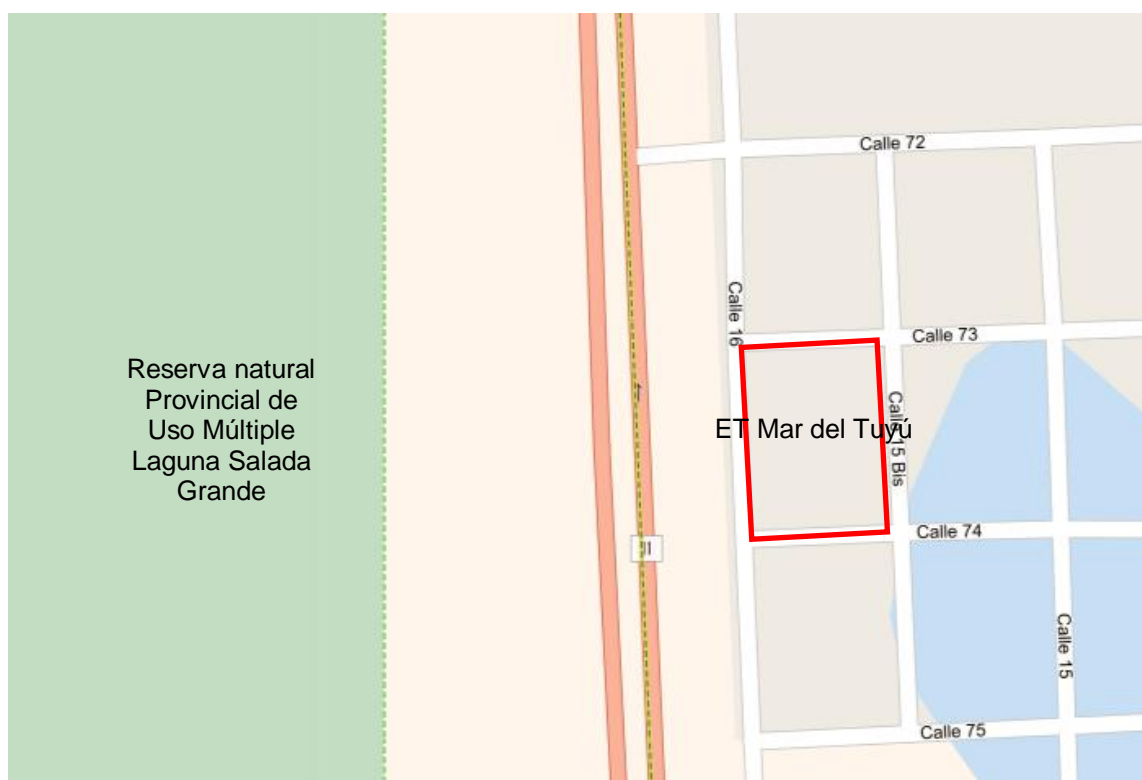 Calle 72
Calle 16
Calle 73
Reserva natural
Provincial de
Uso Múltiple
Laguna Salada
Grande
ET Mar del Tuyú
Calle 15 Bis
Calle 74
11
Calle 15
Calle 75